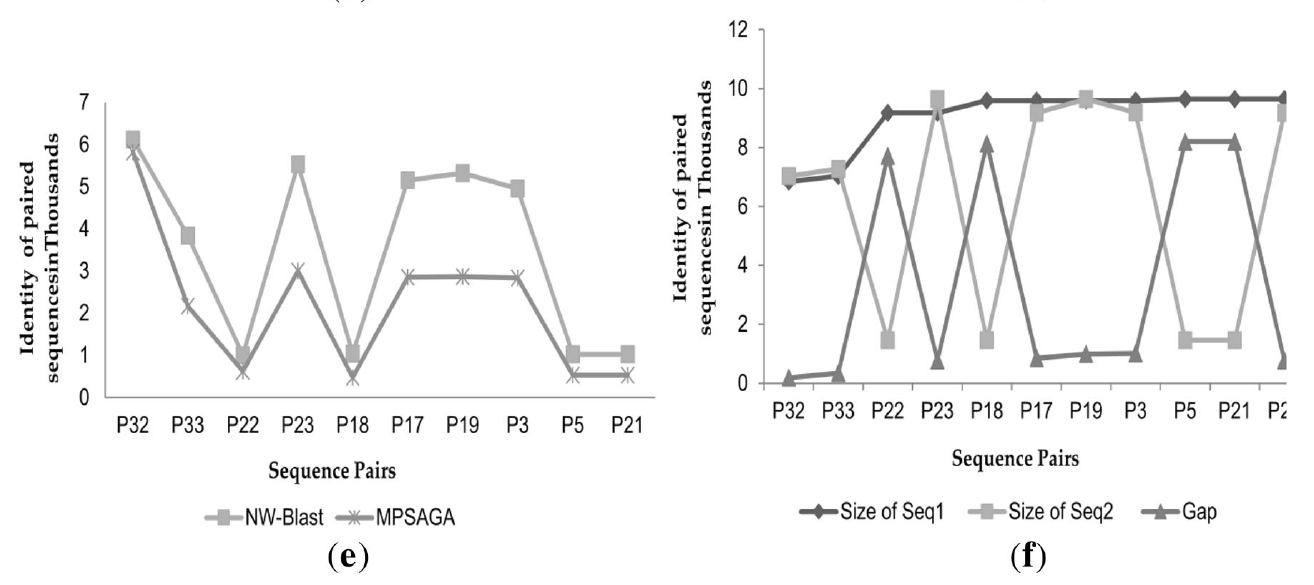 7
6
5
4
3
2
1
0
Identity of paired
sequencesinThousands
P32 P33 P22 P23 P18 P17 P19 P3 P5 P21
Sequence Pairs
NW-Blast MPSAGA
(e)
12
10
8
6
4
2
0
Identity of paired
sequencesin Thousands
P32 P33 P22 P23 P18 P17 P19 P3 P5 P21 P2
Sequence Pairs
Size of Seq1 Size of Seq2 Gap
(f)